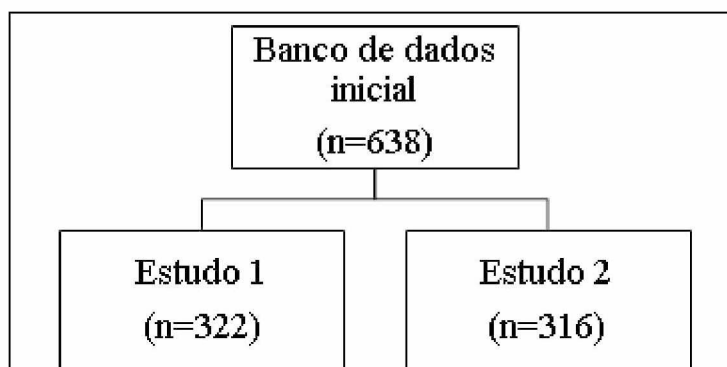 Banco de dados
inicial
(n=638)
Estudo 1
(n=322)
Estudo 2
(n=316)